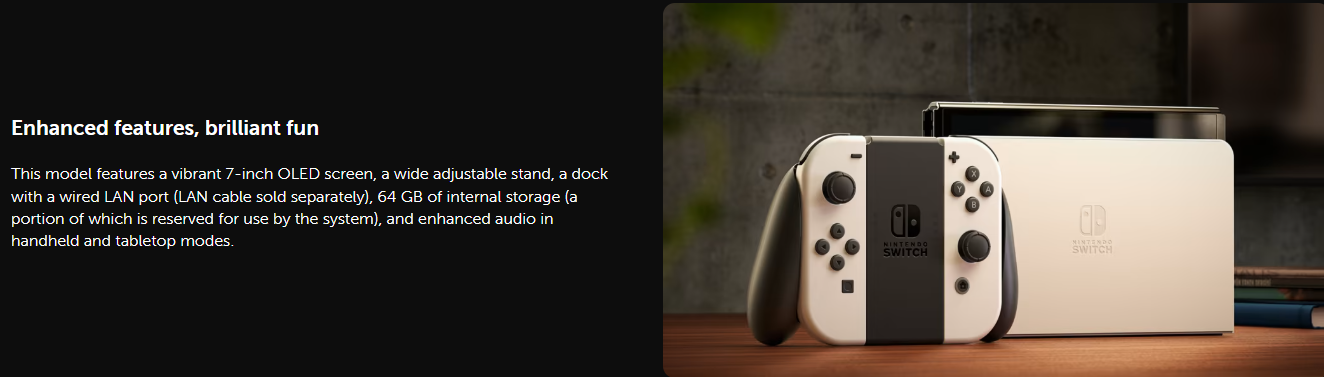 Enhanced features, brilliant fun
This model features a vibrant 7-inch OLED screen, a wide adjustable stand, a dock
with a wired LAN port (LAN cable sold separately), 64 GB of internal storage (a
portion of which is reserved for use by the system), and enhanced audio in
handheld and tabletop modes.
X
Y A
B
NINTENDO
SWITCH
NINTENDO
SWITCH